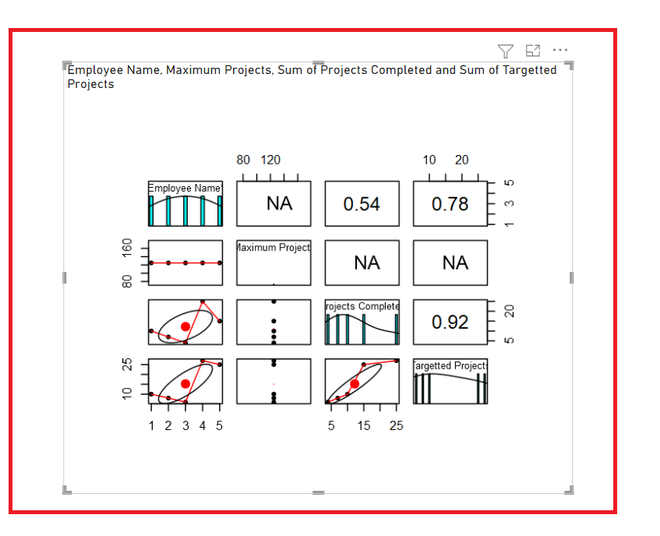 Employee Name, Maximum Projects, Sum of Projects Completed and Sum of Targetted
Projects
80 120
10 20
Employee Name
NA
0.54
0.78
1 3 5
80 160
Maximum Project
NA
NA
rojects Complete
0.92
5 20
10 25
argetted Projects
1 2 3 4 5
5 15 25